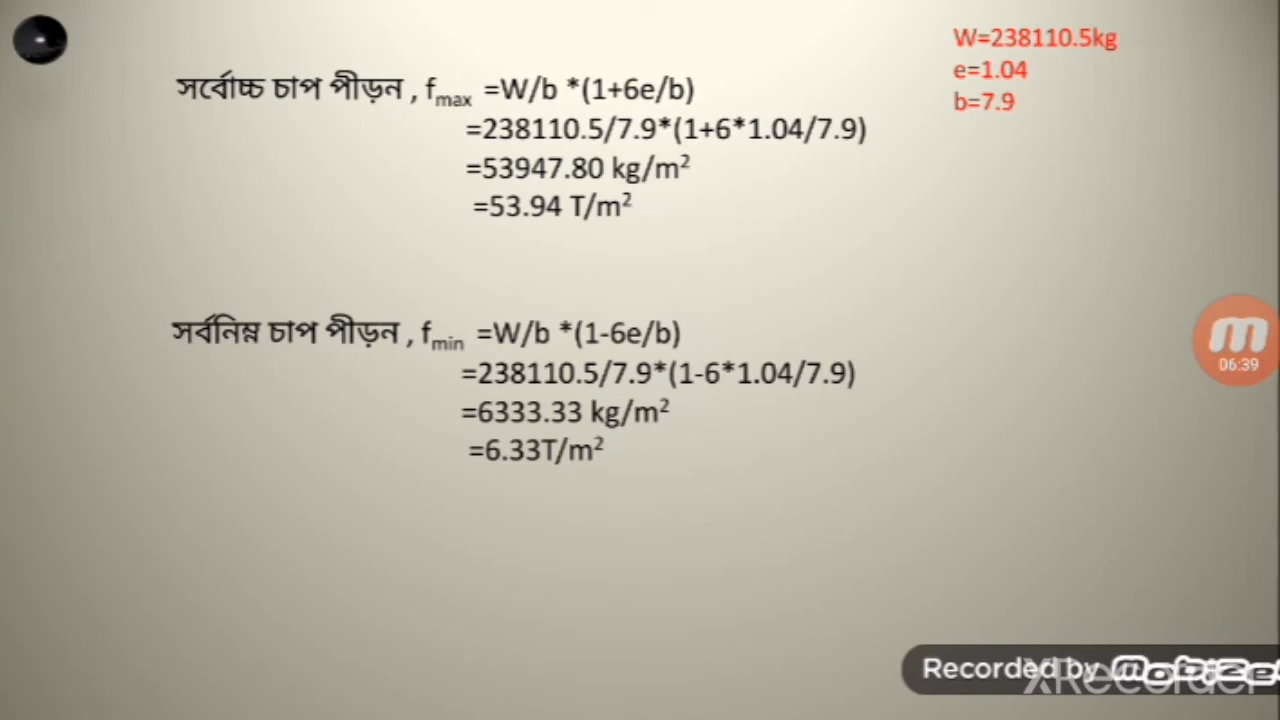 W=238110.5kg
e=1.04
b=7.9
সর্বোচ্চ চাপ পীড়ন , fmax =W/b *(1+6e/b)
=238110.5/7.9*(1+6*1.04/7.9)
=53947.80 kg/m²
=53.94 T/m²
সর্বনিম্ন চাপ পীড়ন , fmin =W/b *(1-6e/b)
=238110.5/7.9*(1-6*1.04/7.9)
=6333.33 kg/m²
=6.33T/m²
06:39
Recorded by
XRecorder